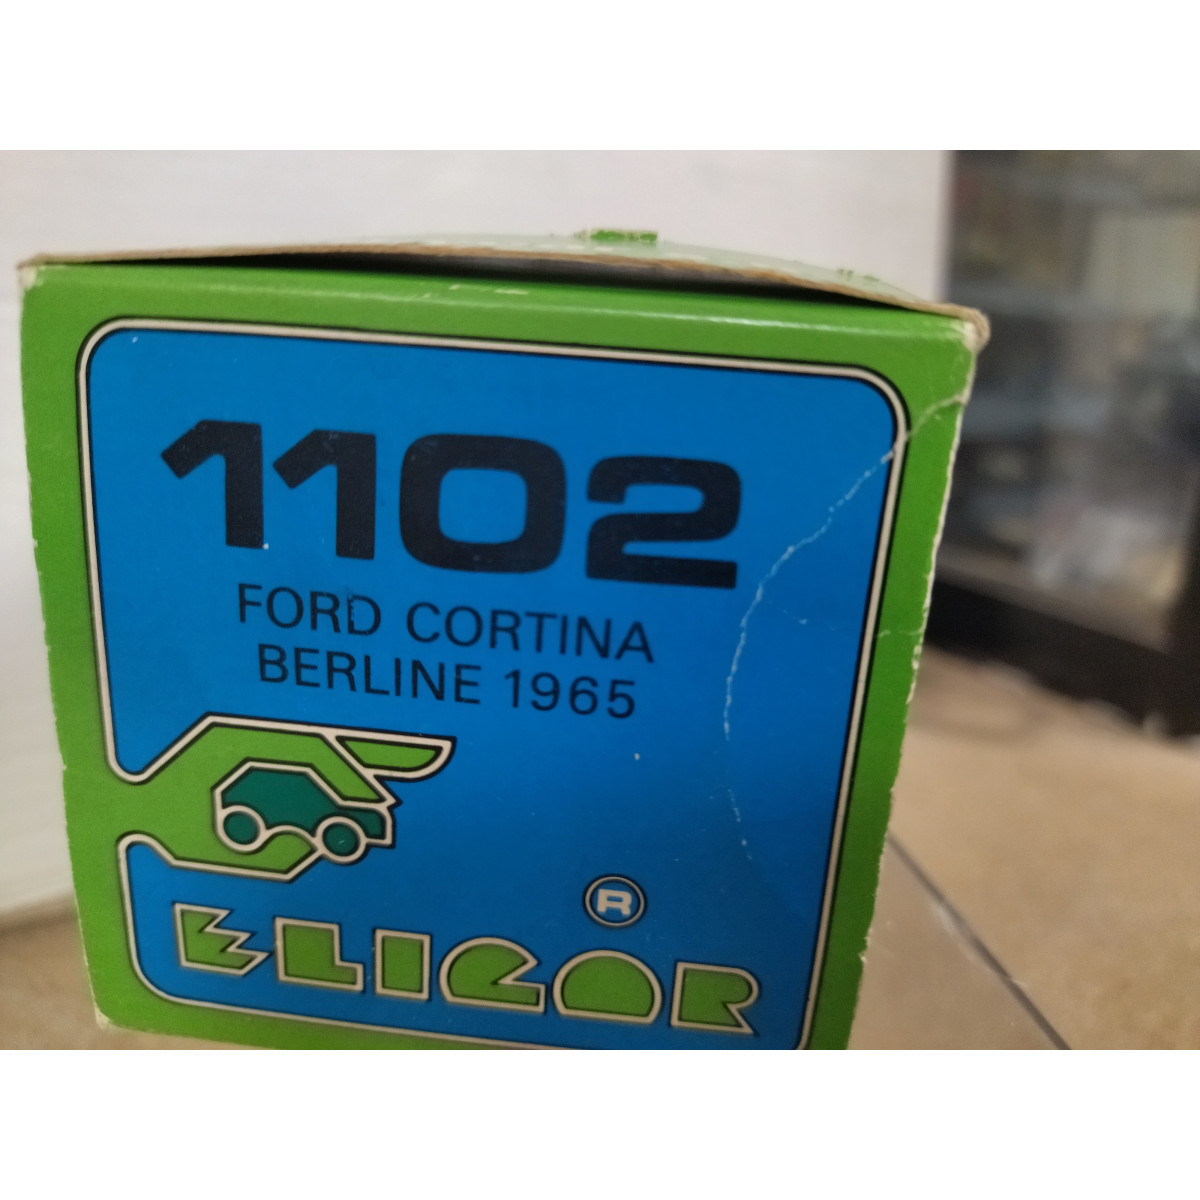 1102
FORD CORTINA
BERLINE 1965
®
ELIGOR